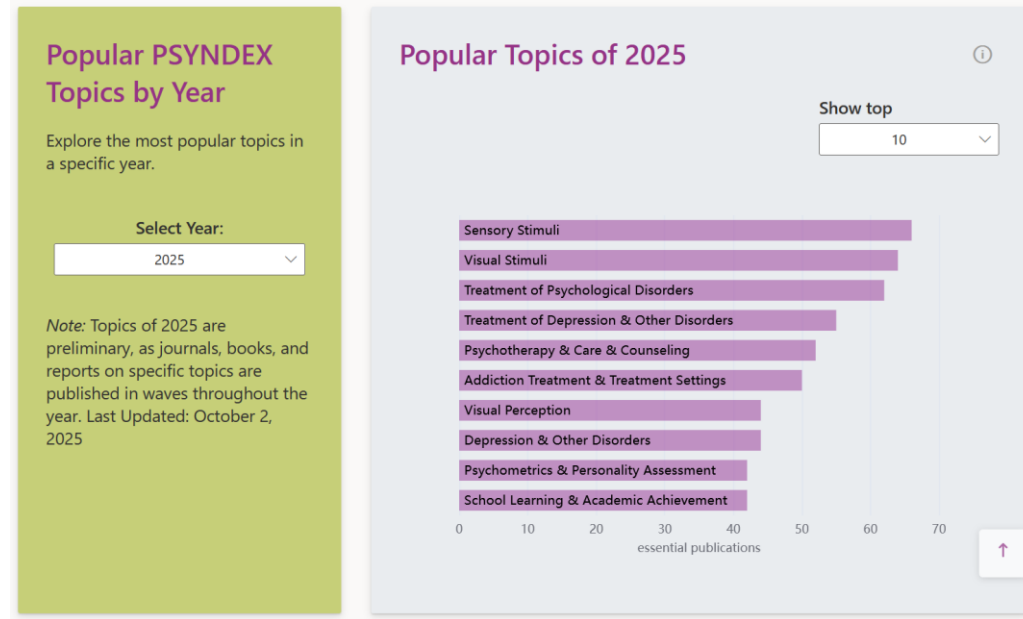 Popular PSYNDEX
Topics by Year
Explore the most popular topics in
a specific year.
Select Year:
2025
Note: Topics of 2025 are
preliminary, as journals, books, and
reports on specific topics are
published in waves throughout the
year. Last Updated: October 2,
2025
Popular Topics of 2025
Show top
10
Sensory Stimuli
Visual Stimuli
Treatment of Psychological Disorders
Treatment of Depression & Other Disorders
Psychotherapy & Care & Counseling
Addiction Treatment & Treatment Settings
Visual Perception
Depression & Other Disorders
Psychometrics & Personality Assessment
School Learning & Academic Achievement
0 10 20 30 40 50 60 70
essential publications